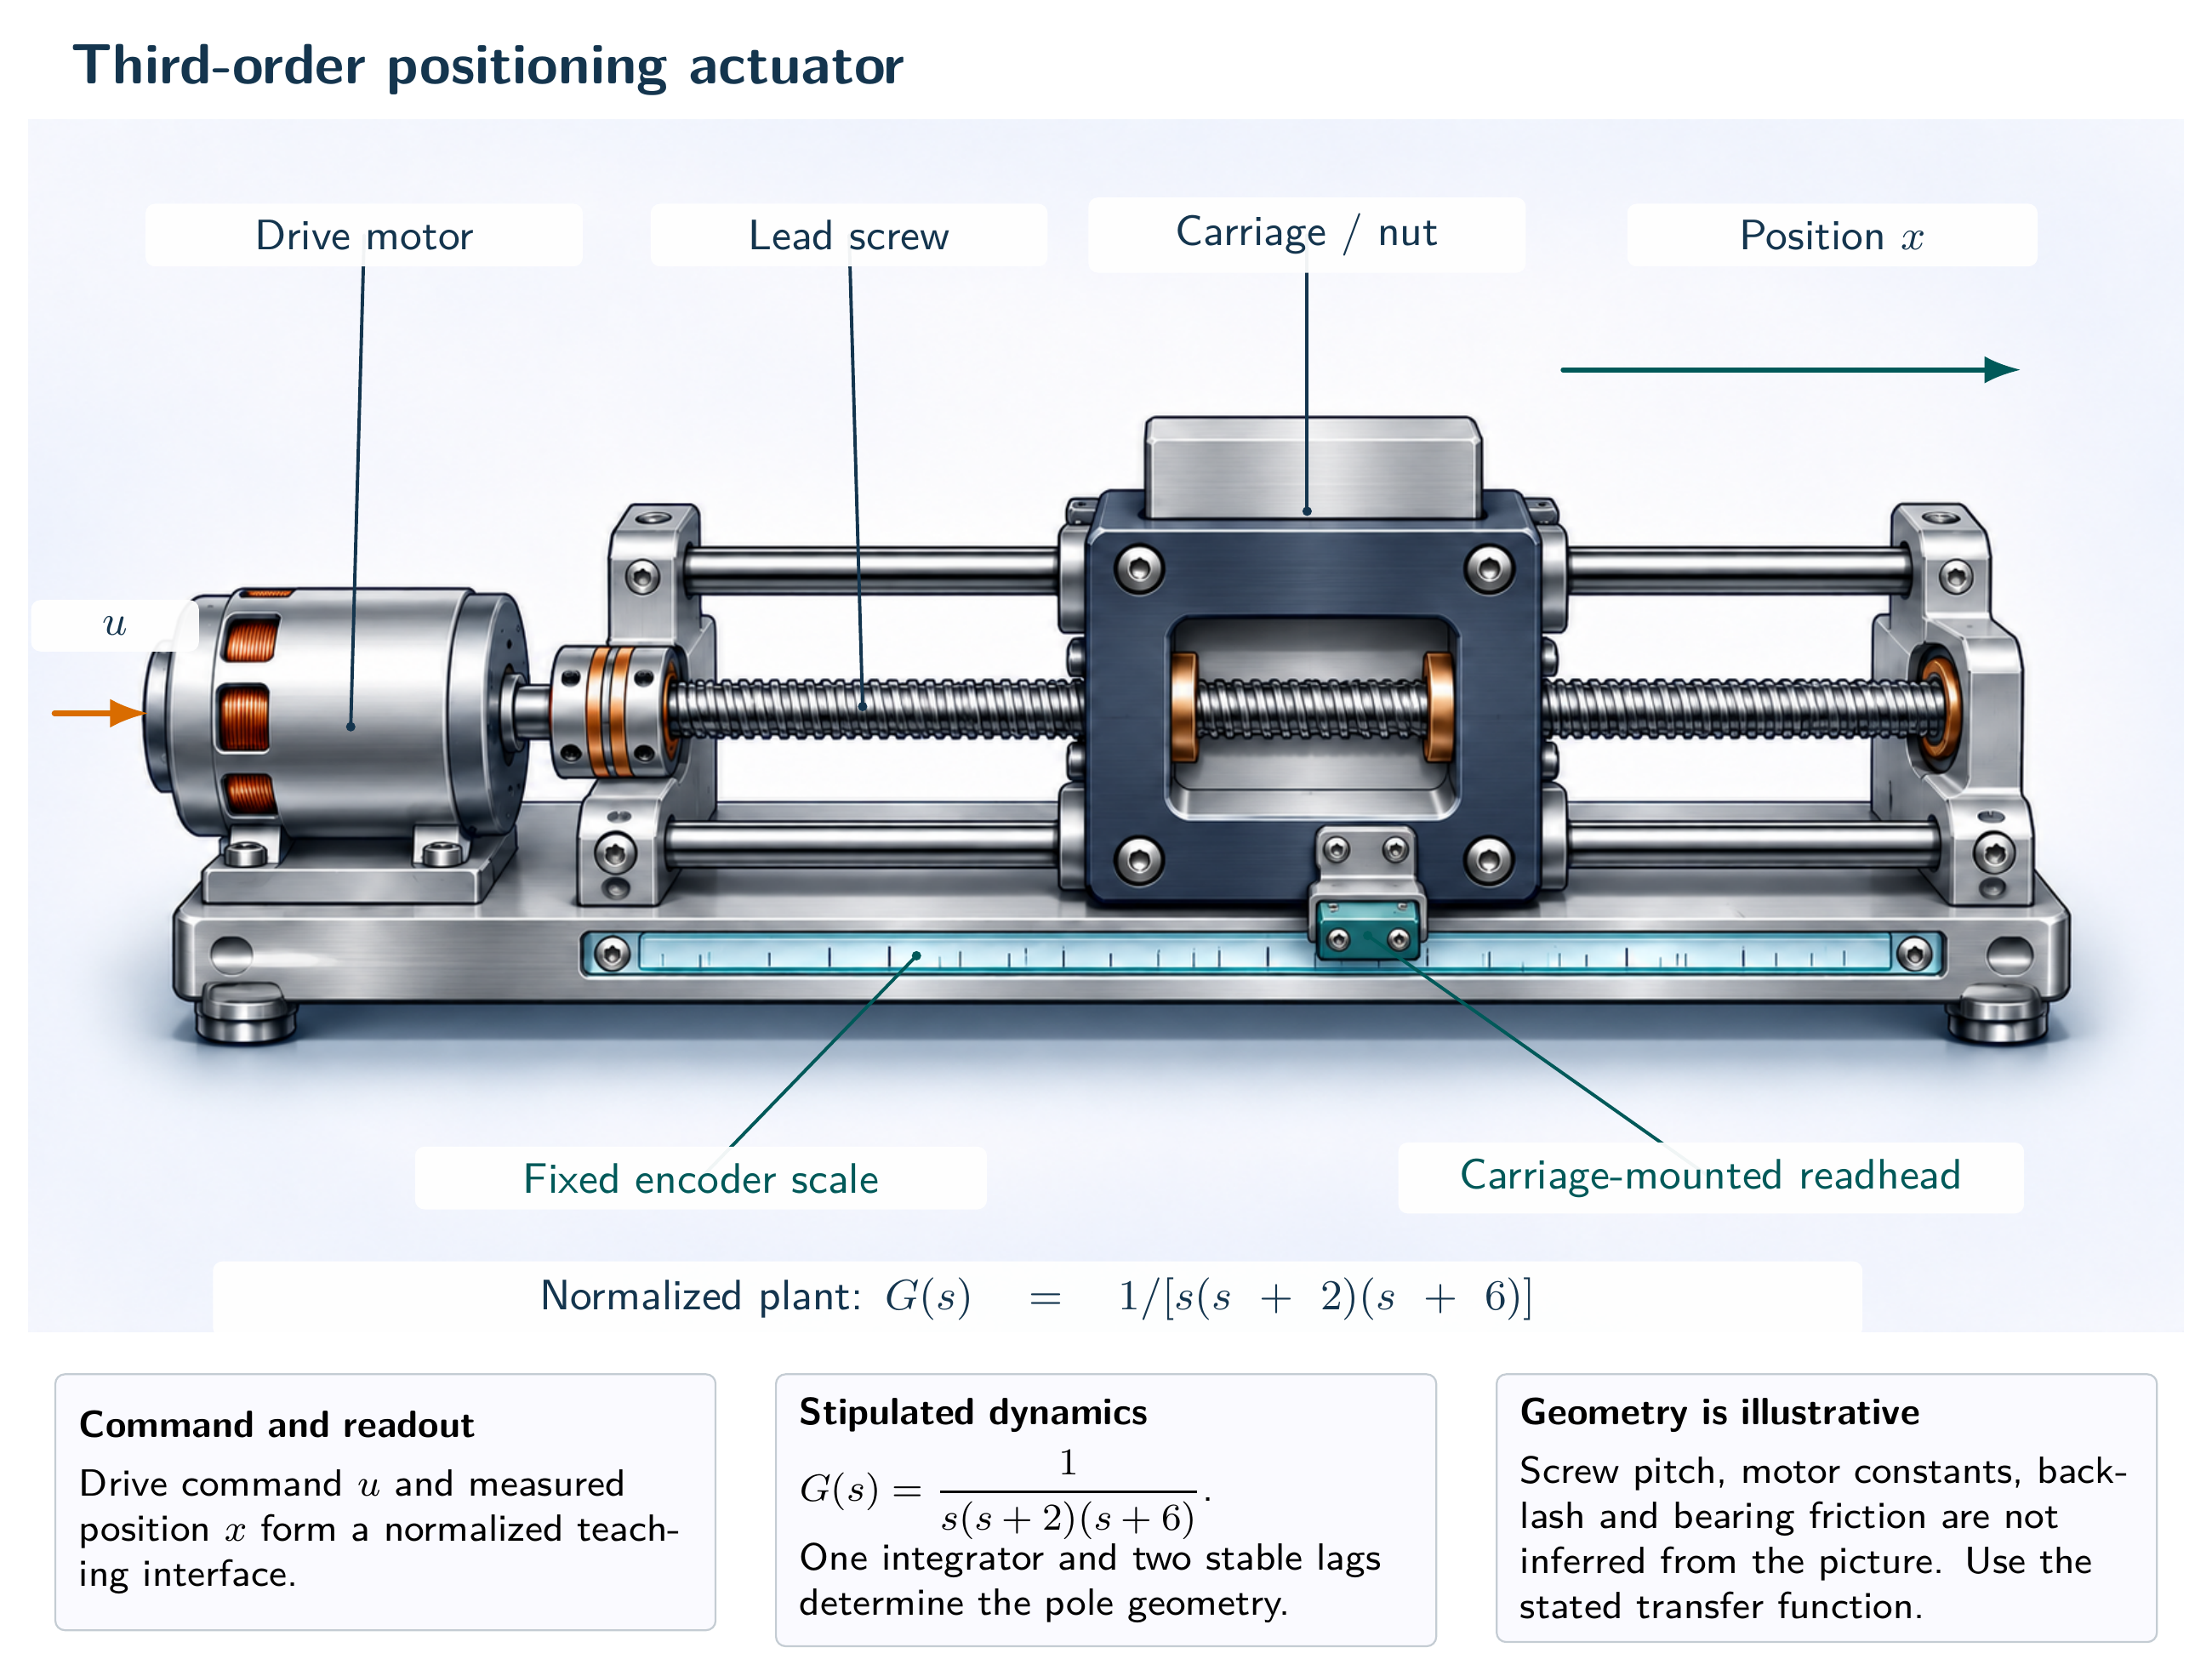 Third-order positioning actuator
Drive motor
Lead screw
Carriage / nut
Position x
u
Fixed encoder scale
Carriage-mounted readhead
Normalized plant: G(s) = 1/[s(s + 2)(s + 6)]
Command and readout
Drive command u and measured
position x form a normalized teach-
ing interface.
Stipulated dynamics
G(s) = 1 / s(s + 2)(s + 6).
One integrator and two stable lags
determine the pole geometry.
Geometry is illustrative
Screw pitch, motor constants, back-
lash and bearing friction are not
inferred from the picture. Use the
stated transfer function.